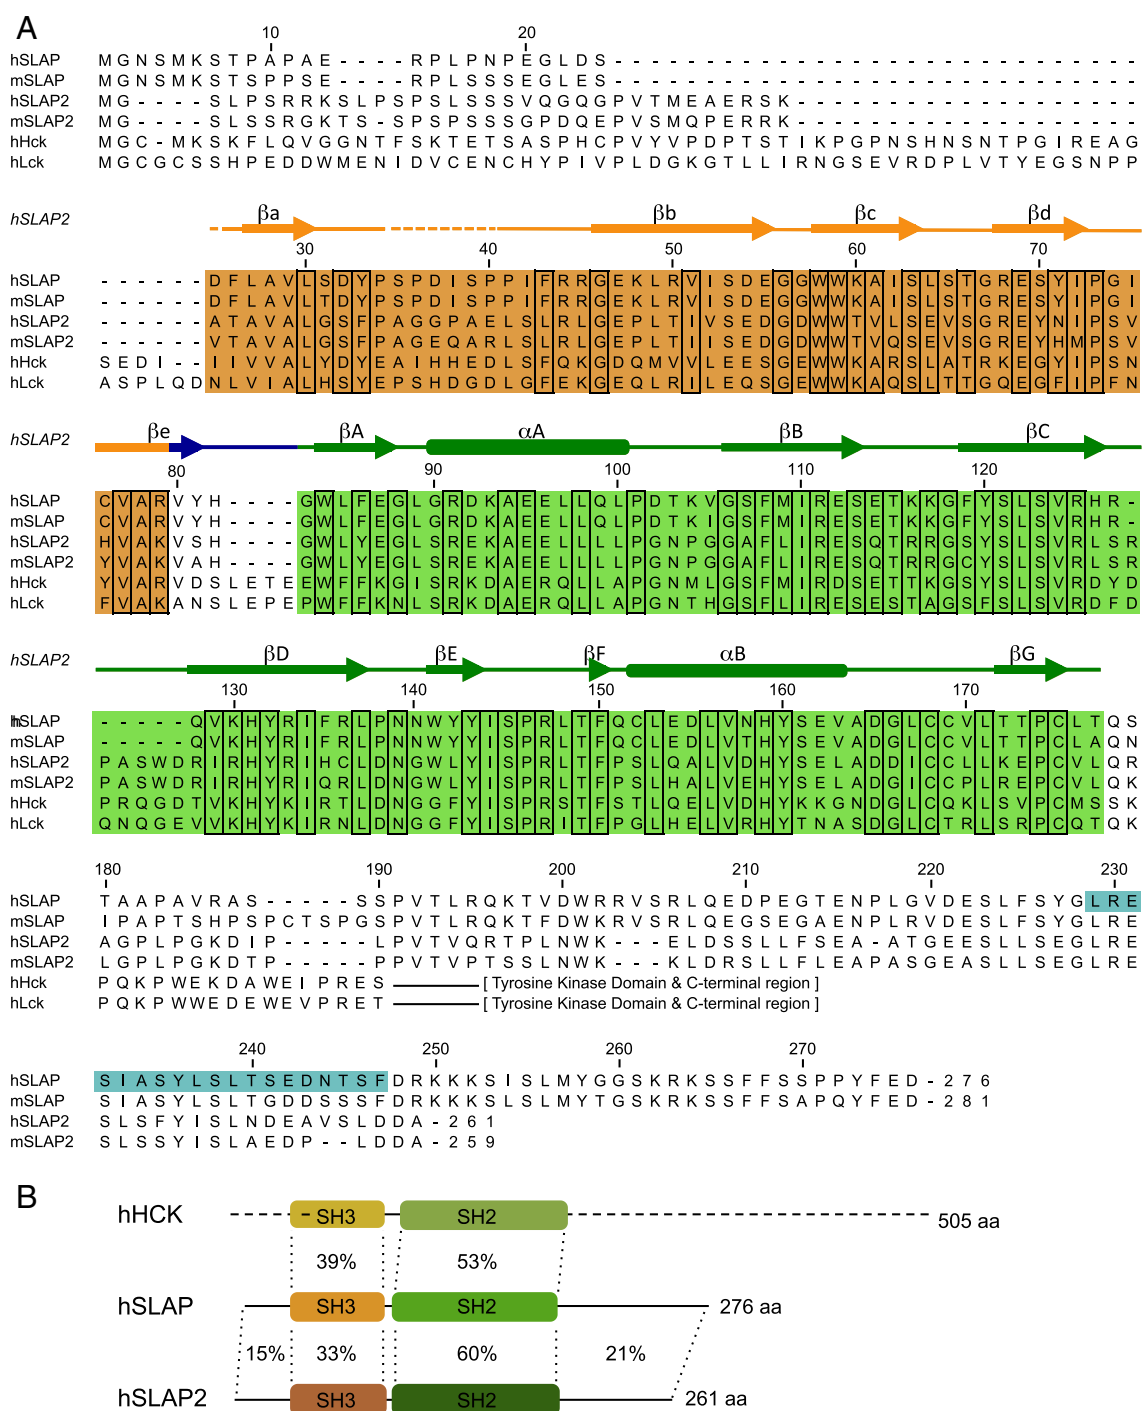 A
10 20
hSLAP M G N S M K S T P A P A E - - - - R P L P N P E G L D S - - - - - - - - - - - - - - - - - - - - - - - - - - - - -
mSLAP M G N S M K S T S P P S E - - - - R P L S S S E G L E S - - - - - - - - - - - - - - - - - - - - - - - - - - - - -
hSLAP2 M G - - - - S L P S R R K S L P S P S L S S S V Q G Q G P V T M E A E R S K - - - - - - - - - - - - - - - - - - -
mSLAP2 M G - - - - S L S S R G K T S - S P S P S S S G P D Q E P V S M Q P E R R K - - - - - - - - - - - - - - - - - - -
hHck M G C - M K S K F L Q V G G N T F S K T E T S A S P H C P V Y V P D P T S T I K P G P N S H N S N T P G I R E A G
hLck M G C G C S S H P E D D W M E N I D V C E N C H Y P I V P L D G K G T L L I R N G S E V R D P L V T Y E G S N P P
hSLAP2 βa βb βc βd
30 40 50 60 70
hSLAP - - - - - - D F L A V L S D Y P S P D I S P P I F R R G E K L R V I S D E G G W W K A I S L S T G R E S Y I P G I
mSLAP - - - - - - D F L A V L T D Y P S P D I S P P I F R R G E K L R V I S D E G G W W K A I S L S T G R E S Y I P G I
hSLAP2 - - - - - - A T A V A L G S F P A G G P A E L S L R L G E P L T I V S E D G D W W T V L S E V S G R E Y N I P S V
mSLAP2 - - - - - - V T A V A L G S F P A G E Q A R L S L R L G E P L T I I S E D G D W W T V Q S E V S G R E Y H M P S V
hHck S E D I - - I I V V A L Y D Y E A I H H E D L S F Q K G D Q M V V L E E S G E W W K A R S L A T R K E G Y I P S N
hLck A S P L Q D N L V I A L H S Y E P S H D G D L G F E K G E Q L R I L E Q S G E W W K A Q S L T T G Q E G F I P F N
hSLAP2 βe βA αA βB βC
80 90 100 110 120
hSLAP C V A R V Y H - - - - G W L F E G L G R D K A E E L L Q L P D T K V G S F M I R E S E T K K G F Y S L S V R H R -
mSLAP C V A R V Y H - - - - G W L F E G L G R D K A E E L L Q L P D T K I G S F M I R E S E T K K G F Y S L S V R H R -
hSLAP2 H V A K V S H - - - - G W L Y E G L S R E K A E E L L L L P G N P G G A F L I R E S Q T R R G S Y S L S V R L S R
mSLAP2 Y V A K V A H - - - - G W L Y E G L S R E K A E E L L L L P G N P G G A F L I R E S Q T R R G C Y S L S V R L S R
hHck Y V A R V D S L E T E E W F F K G I S R K D A E R Q L L A P G N M L G S F M I R D S E T T K G S Y S L S V R D Y D
hLck F V A K A N S L E P E P W F F K N L S R K D A E R Q L L A P G N T H G S F L I R E S E S T A G S F S L S V R D F D
hSLAP2 βD βE βF αB βG
130 140 150 160 170
hSLAP - - - - - Q V K H Y R I F R L P N N W Y Y I S P R L T F Q C L E D L V N H Y S E V A D G L C C V L T T P C L T Q S
mSLAP - - - - - Q V K H Y R I F R L P N N W Y Y I S P R L T F Q C L E D L V T H Y S E V A D G L C C V L T T P C L A Q N
hSLAP2 P A S W D R I R H Y R I H C L D N G W L Y I S P R L T F P S L Q A L V D H Y S E L A D D I C C L L K E P C V L Q R
mSLAP2 P A S W D R I R H Y R I Q R L D N G W L Y I S P R L T F P S L H A L V E H Y S E L A D G I C C P L R E P C V L Q K
hHck P R Q G D T V K H Y K I R T L D N G G F Y I S P R S T F S T L Q E L V D H Y K K G N D G L C Q K L S V P C M S S K
hLck Q N Q G E V V K H Y K I R N L D N G G F Y I S P R I T F P G L H E L V R H Y T N A S D G L C T R L S R P C Q T Q K
180 190 200 210 220 230
hSLAP T A A P A V R A S - - - - - S S P V T L R Q K T V D W R R V S R L Q E D P E G T E N P L G V D E S L F S Y G L R E
mSLAP I P A P T S H P S P C T S P G S P V T L R Q K T F D W K R V S R L Q E G S E G A E N P L R V D E S L F S Y G L R E
hSLAP2 A G P L P G K D I P - - - - - L P V T V Q R T P L N W K - - - E L D S S L L F S E A - A T G E E S L L S E G L R E
mSLAP2 L G P L P G K D T P - - - - - P P V T V P T S S L N W K - - - K L D R S L L F L E A P A S G E A S L L S E G L R E
hHck P Q K P W E K D A W E I P R E S [ Tyrosine Kinase Domain & C-terminal region ]
hLck P Q K P W W E D E W E V P R E T [ Tyrosine Kinase Domain & C-terminal region ]
240 250 260 270
hSLAP S I A S Y L S L T S E D N T S F D R K K K S I S L M Y G G S K R K S S F F S S P P Y F E D - 2 7 6
mSLAP S I A S Y L S L T G D D S S S F D R K K K S L S L M Y T G S K R K S S F F S A P Q Y F E D - 2 8 1
hSLAP2 S L S F Y I S L N D E A V S L D D A - 2 6 1
mSLAP2 S L S S Y I S L A E D P - - L D D A - 2 5 9
B
hHCK SH3 SH2 505 aa
39% 53%
hSLAP SH3 SH2 276 aa
15% 33% 60% 21%
hSLAP2 SH3 SH2 261 aa